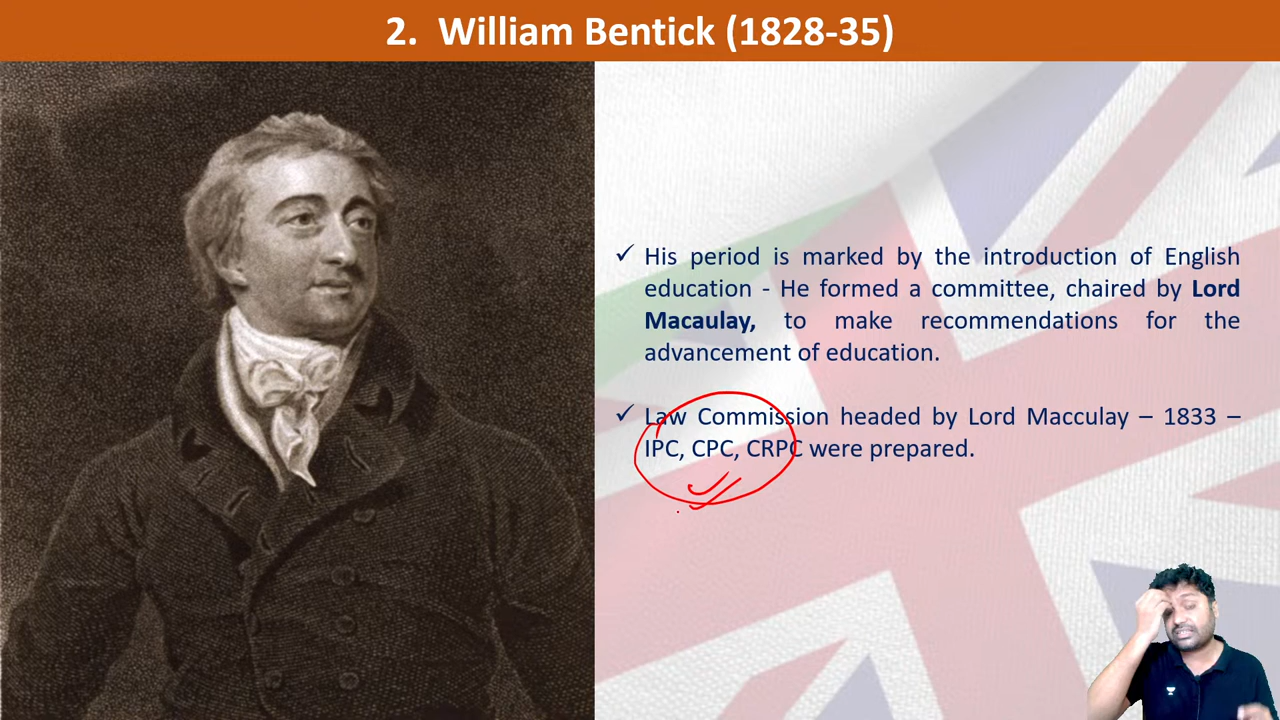 2. William Bentick (1828-35)
✓ His period is marked by the introduction of English
education - He formed a committee, chaired by Lord
Macaulay, to make recommendations for the
advancement of education.
✓ Law Commission headed by Lord Macculay – 1833 –
IPC, CPC, CRPC were prepared.